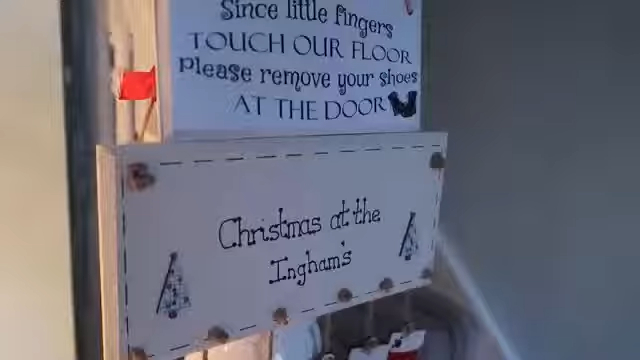 Since little fingers
TOUCH OUR FLOOR
Please remove your shoes
AT THE DOOR
Christmas at the
Ingham's